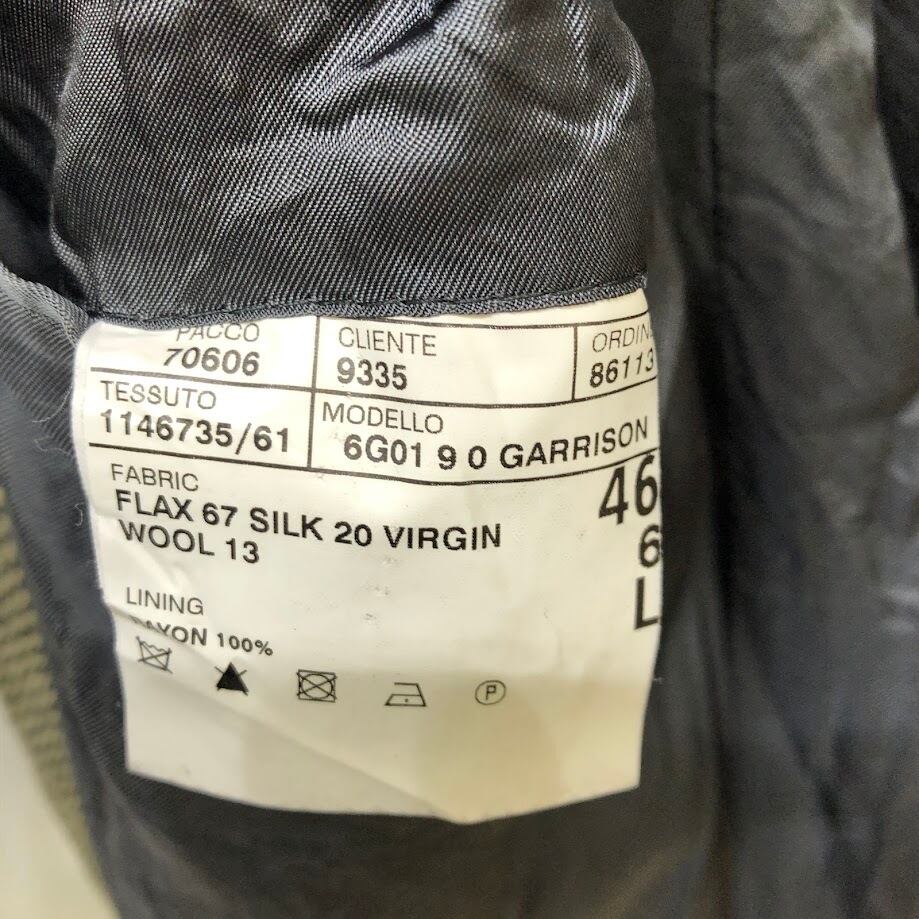 PACCO CLIENTE ORDIN
70606 9335 86113
TESSUTO MODELLO
1146735/61 6G01 9 0 GARRISON
FABRIC
FLAX 67 SILK 20 VIRGIN
WOOL 13
46
6
L
LINING
RAYON 100%
P